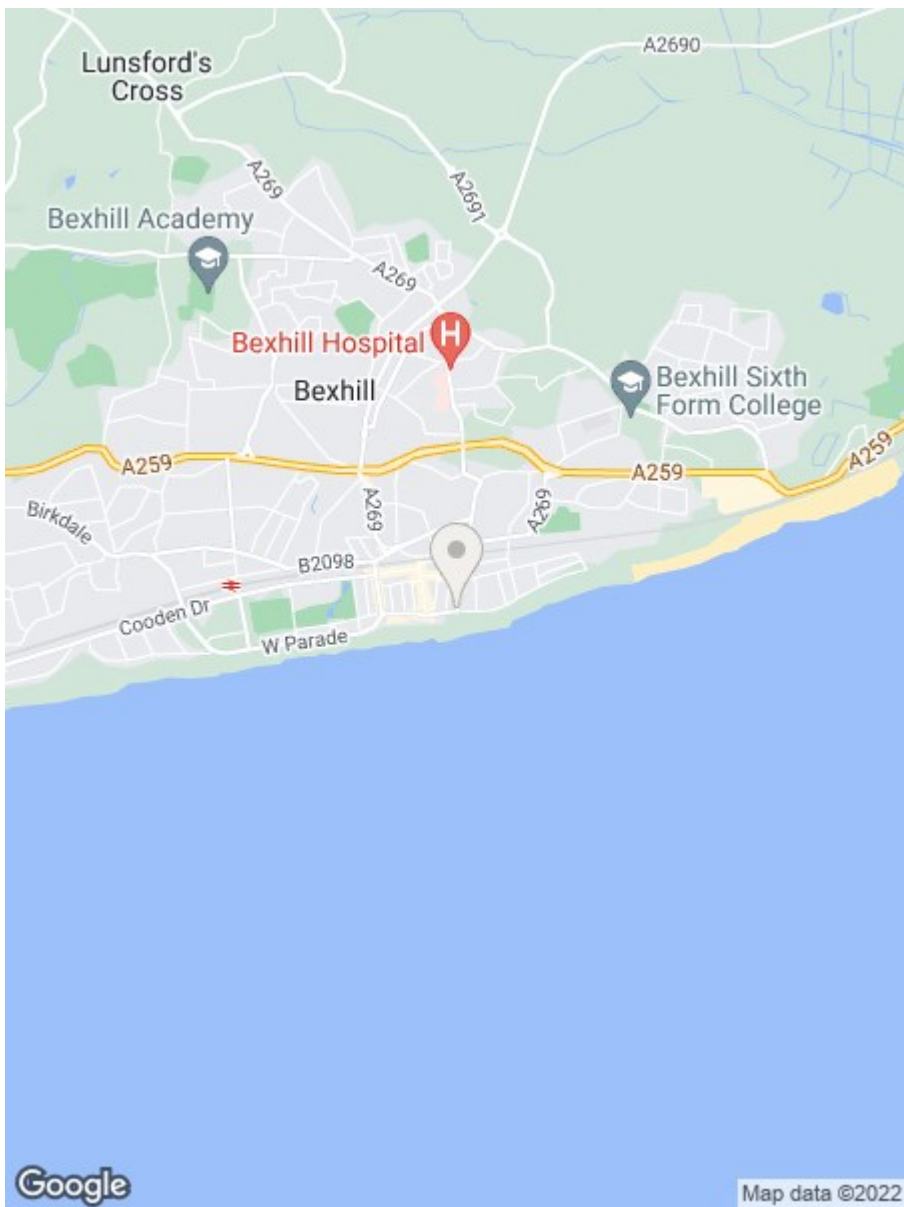 A2690
Lunsford's
Cross
A269
A2691
Bexhill Academy
A269
Bexhill Hospital
H
Bexhill
Bexhill Sixth
Form College
A259
A259
A259
Birkdale
A269
A269
B2098
Cooden Dr
W Parade
Google
Map data ©2022